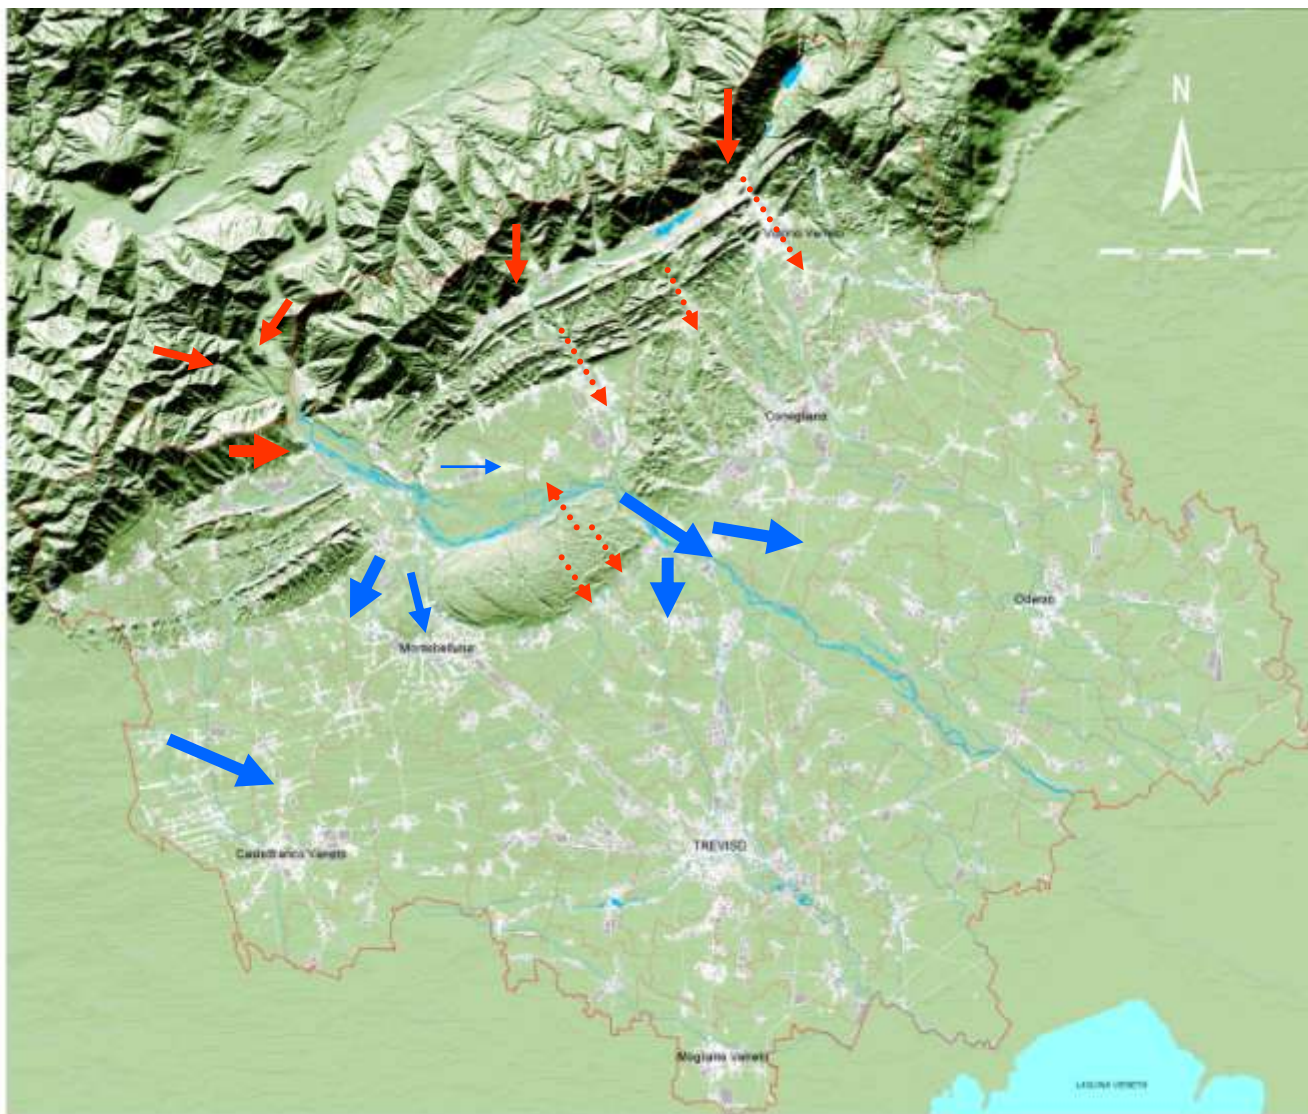 N
Vittorio Veneto
Conegliano
Oderzo
Montebelluna
TREVISO
Castelfranco Veneto
Mogliano Veneto
LAGUNA VENETA